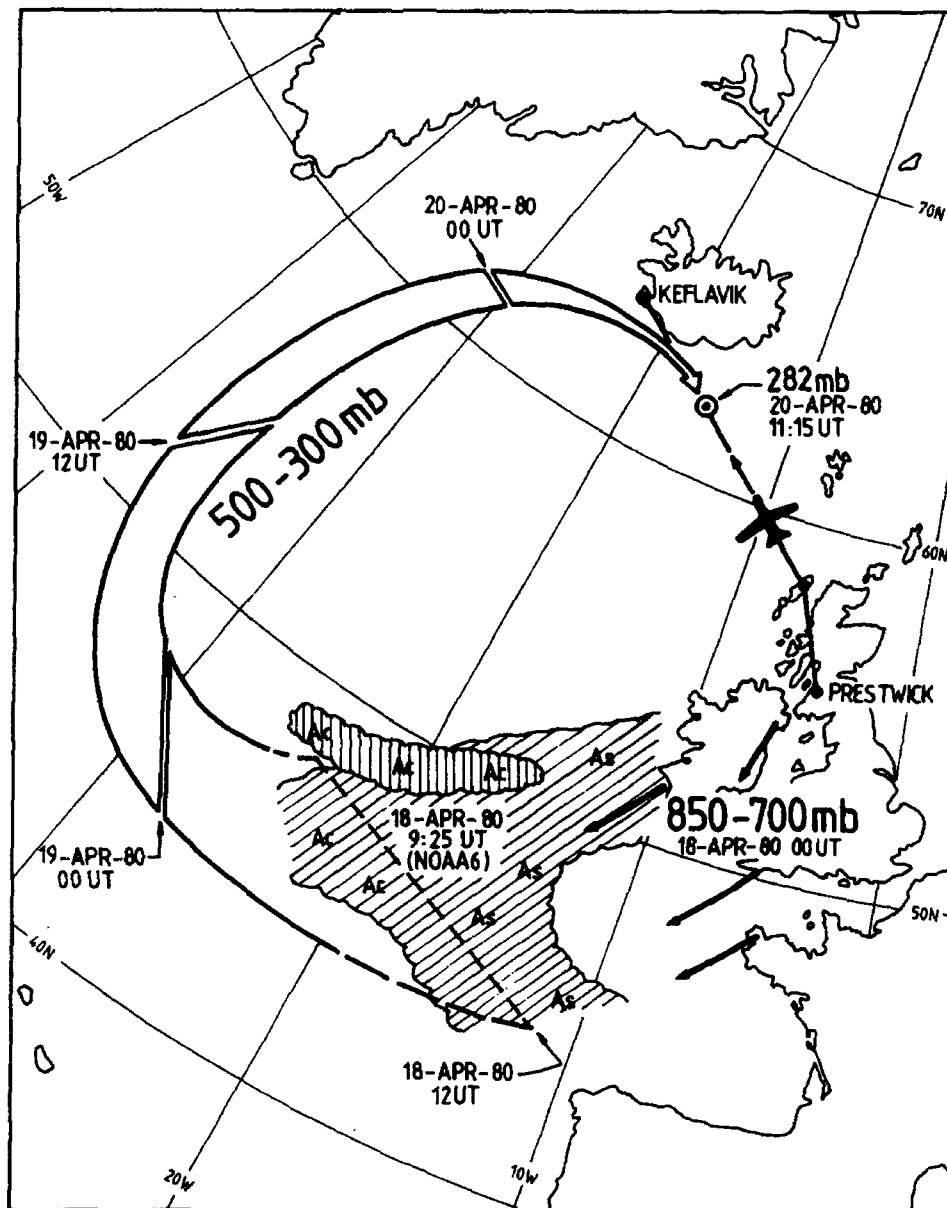 50W
70N
20-APR-80
00 UT
KEFLAVIK
282mb
20-APR-80
11:15 UT
19-APR-80
12UT
500-300mb
60N
PRESTWICK
Ac
Ac
Ac
As
18-APR-80
9:25 UT
(NOAA6)
850-700mb
18-APR-80 00UT
Ac
As
19-APR-80
00 UT
Ac
As
50N
40N
As
18-APR-80
12UT
20W
10W